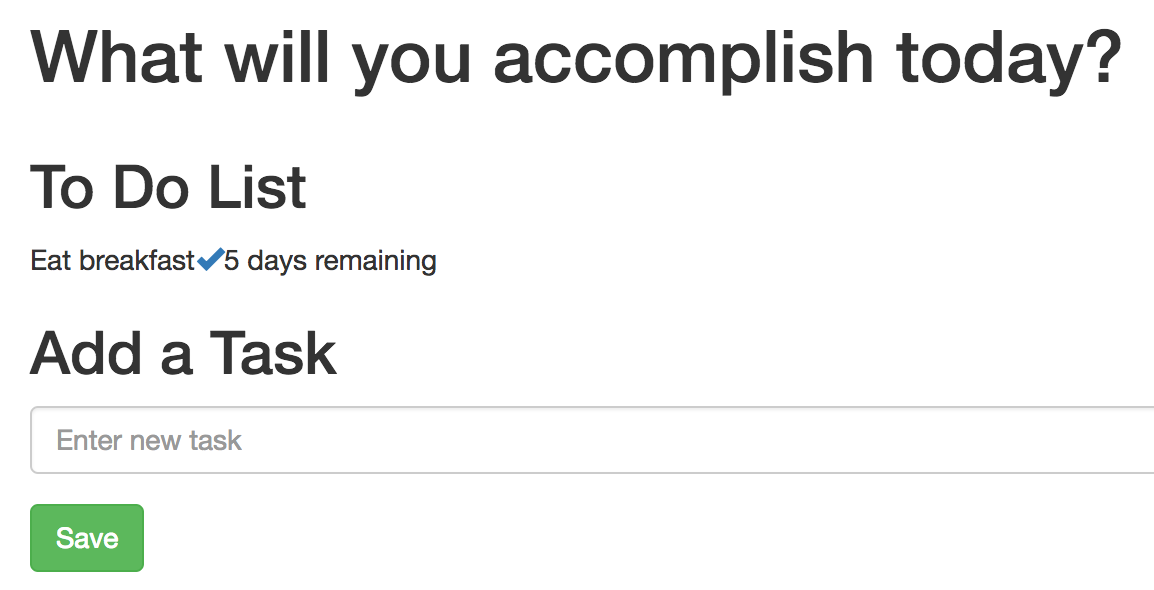 What will you accomplish today?
To Do List
Eat breakfast✔5 days remaining
Add a Task
Enter new task
Save